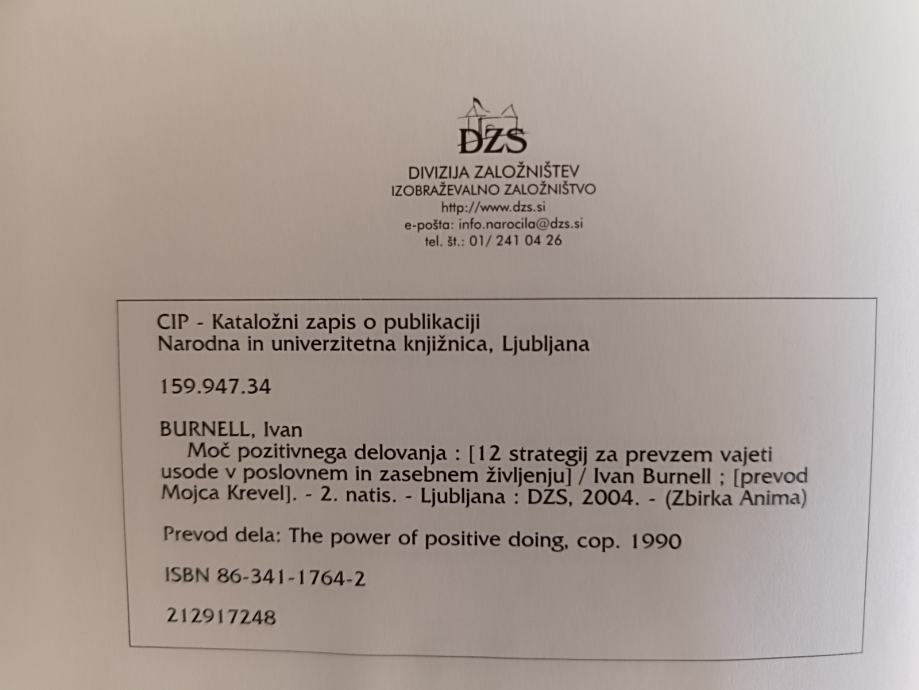 DZS
DIVIZIJA ZALOŽNIŠTEV
IZOBRAŽEVALNO ZALOŽNIŠTVO
http://www.dzs.si
e-pošta: info.narocila@dzs.si
tel. št.: 01/ 241 04 26
CIP - Kataložni zapis o publikaciji
Narodna in univerzitetna knjižnica, Ljubljana
159.947.34
BURNELL, Ivan
Moč pozitivnega delovanja : [12 strategij za prevzem vajeti
usode v poslovnem in zasebnem življenju] / Ivan Burnell ; [prevod
Mojca Krevel]. - 2. natis. - Ljubljana : DZS, 2004. - (Zbirka Anima)
Prevod dela: The power of positive doing, cop. 1990
ISBN 86-341-1764-2
212917248